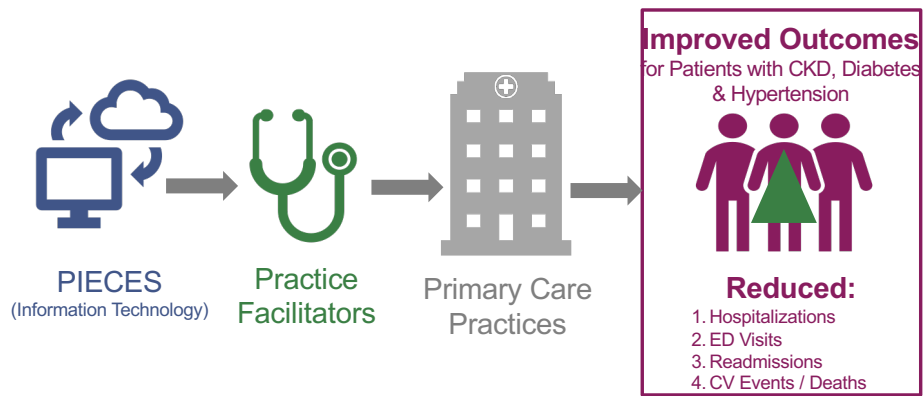 PIECES
(Information Technology)
Practice
Facilitators
Primary Care
Practices
Improved Outcomes
for Patients with CKD, Diabetes
& Hypertension
Reduced:
1. Hospitalizations
2. ED Visits
3. Readmissions
4. CV Events / Deaths